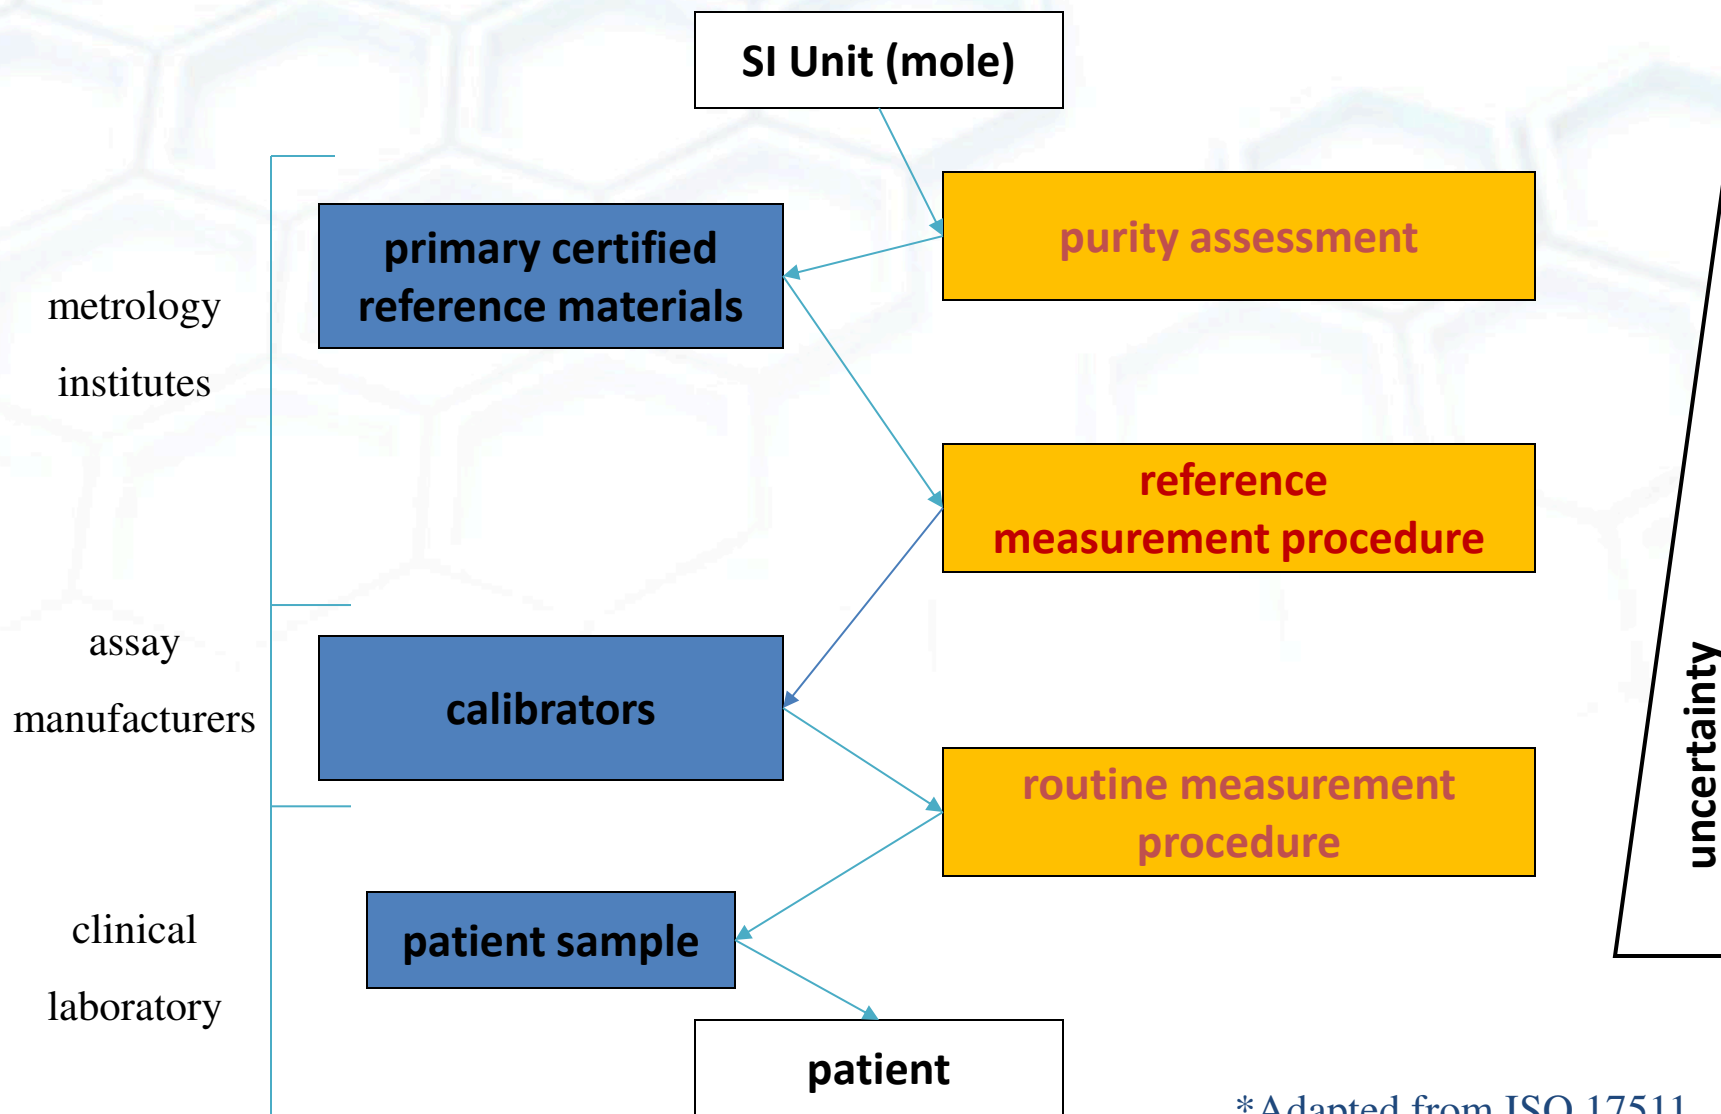 SI Unit (mole)
purity assessment
primary certified
reference materials
metrology
institutes
reference
measurement procedure
assay
manufacturers
calibrators
uncertainty
routine measurement
procedure
clinical
laboratory
patient sample
patient
*Adapted from ISO 17511